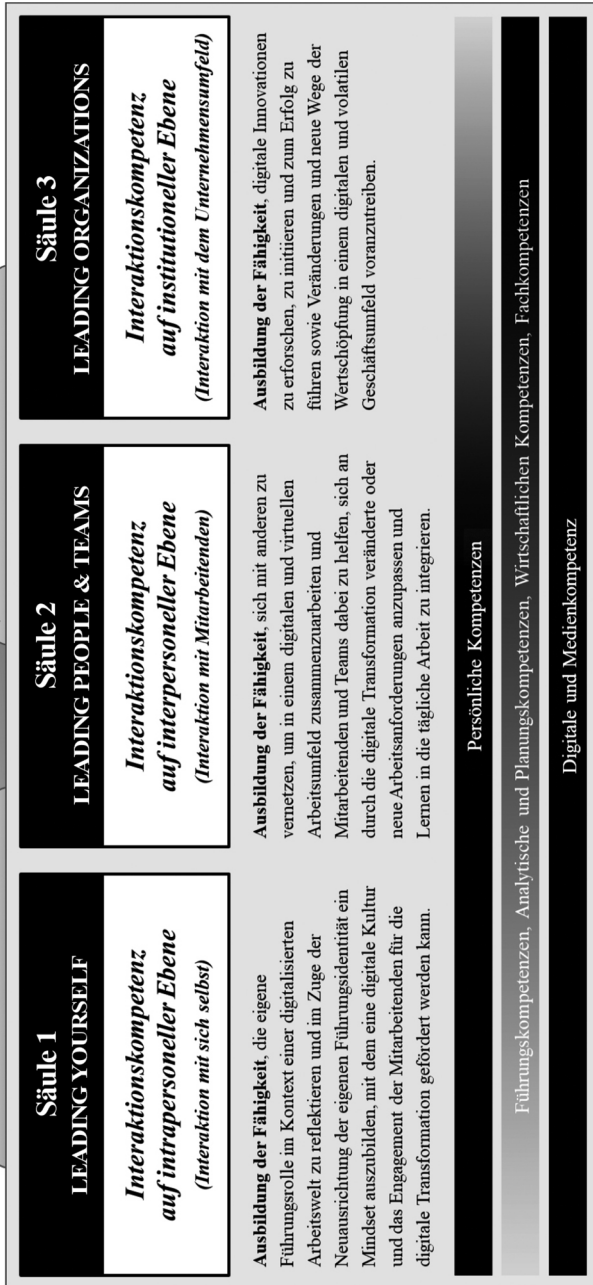 Säule 1
LEADING YOURSELF
Interaktionskompetenz
auf intrapersoneller Ebene
(Interaktion mit sich selbst)
Ausbildung der Fähigkeit, die eigene
Führungsrolle im Kontext einer digitalisierten
Arbeitswelt zu reflektieren und im Zuge der
Neuausrichtung der eigenen Führungsidentität ein
Mindset auszubilden, mit dem eine digitale Kultur
und das Engagement der Mitarbeitenden für die
digitale Transformation gefördert werden kann.
Säule 2
LEADING PEOPLE & TEAMS
Interaktionskompetenz
auf interpersoneller Ebene
(Interaktion mit Mitarbeitenden)
Ausbildung der Fähigkeit, sich mit anderen zu
vernetzen, um in einem digitalen und virtuellen
Arbeitsumfeld zusammenzuarbeiten und
Mitarbeitenden und Teams dabei zu helfen, sich an
durch die digitale Transformation veränderte oder
neue Arbeitsanforderungen anzupassen und
Lernen in die tägliche Arbeit zu integrieren.
Säule 3
LEADING ORGANIZATIONS
Interaktionskompetenz
auf institutioneller Ebene
(Interaktion mit dem Unternehmensumfeld)
Ausbildung der Fähigkeit, digitale Innovationen
zu erforschen, zu initiieren und zum Erfolg zu
führen sowie Veränderungen und neue Wege der
Wertschöpfung in einem digitalen und volatilen
Geschäftsumfeld voranzutreiben.
Persönliche Kompetenzen
Führungskompetenzen, Analytische und Planungskompetenzen, Wirtschaftlichen Kompetenzen, Fachkompetenzen
Digitale und Medienkompetenz